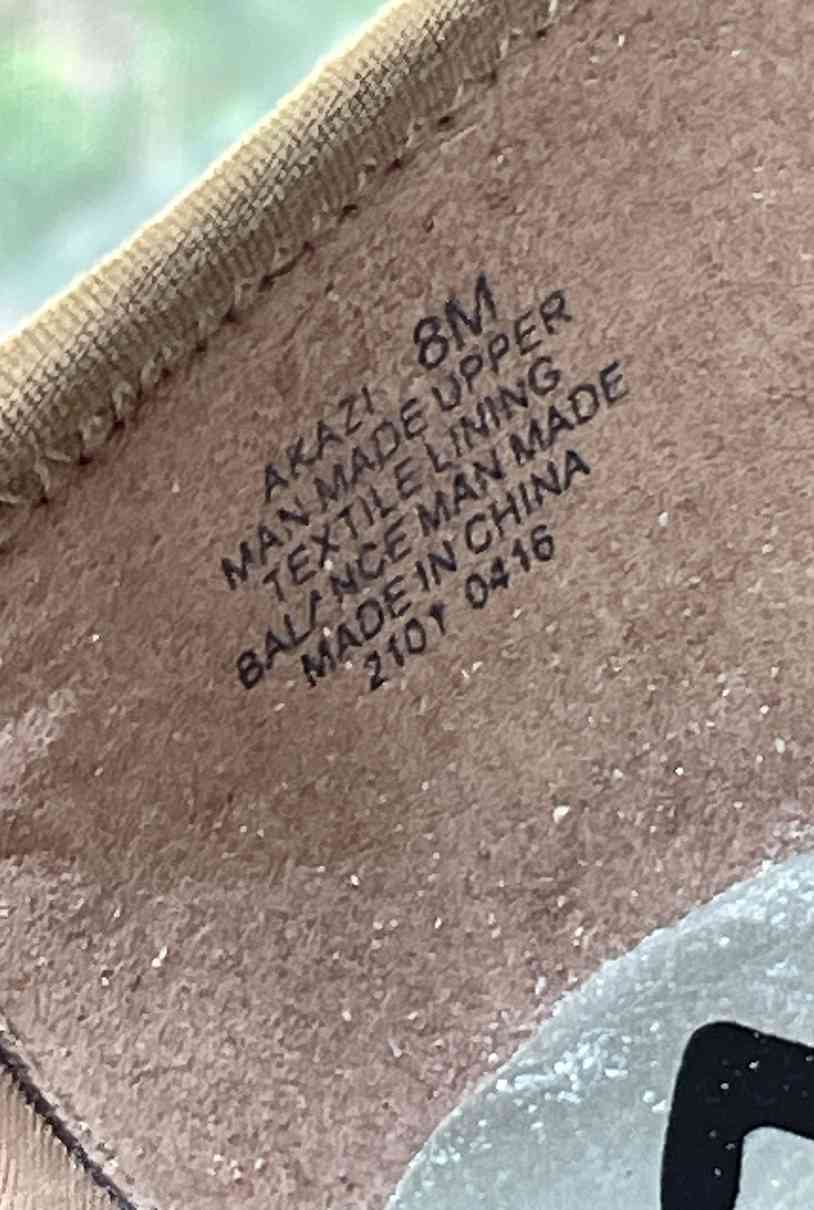 AKAZI 8M
MAN MADE UPPER
TEXTILE LINING
BALANCE MAN MADE
MADE IN CHINA
2101 0416